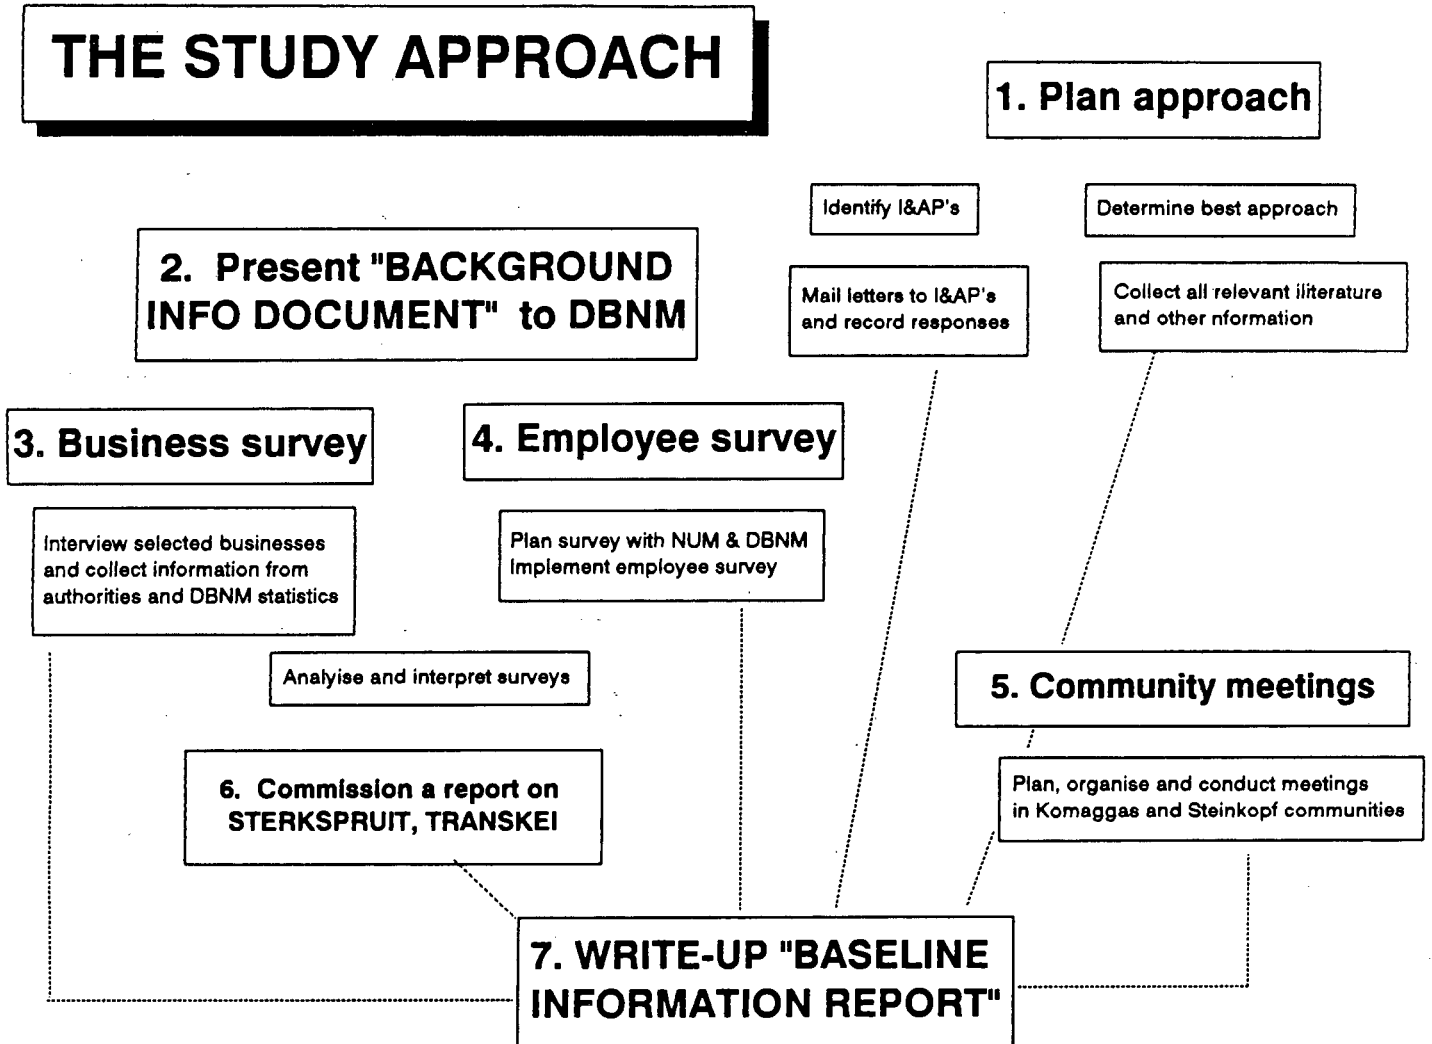 THE STUDY APPROACH
1. Plan approach
Identify I&AP's
Determine best approach
Mail letters to I&AP's
and record responses
Collect all relevant iliterature
and other nformation
2. Present "BACKGROUND
INFO DOCUMENT" to DBNM
3. Business survey
Interview selected businesses
and collect information from
authorities and DBNM statistics
4. Employee survey
Plan survey with NUM & DBNM
Implement employee survey
Analyise and interpret surveys
5. Community meetings
Plan, organise and conduct meetings
in Komaggas and Steinkopf communities
6. Commission a report on
STERKSPRUIT, TRANSKEI
7. WRITE-UP "BASELINE
INFORMATION REPORT"